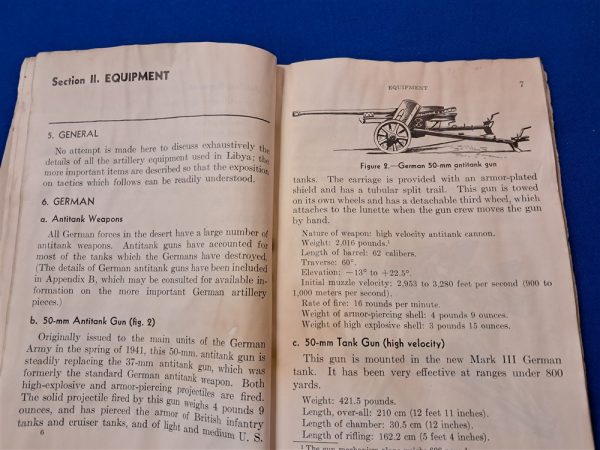 Section II. EQUIPMENT
5. GENERAL
No attempt is made here to discuss exhaustively the
details of all the artillery equipment used in Libya; the
more important items are described so that the exposition
on tactics which follows can be readily understood.
6. GERMAN
a. Antitank Weapons
All German forces in the desert have a large number of
antitank weapons. Antitank guns have accounted for
most of the tanks which the Germans have destroyed.
(The details of German antitank guns have been included
in Appendix B, which may be consulted for available in-
formation on the more important German artillery
pieces.)
b. 50-mm Antitank Gun (fig. 2)
Originally issued to the main units of the German
Army in the spring of 1941, this 50-mm. antitank gun is
steadily replacing the 37-mm antitank gun, which was
formerly the standard German antitank weapon. Both
high-explosive and armor-piercing projectiles are fired.
The solid projectile fired by this gun weighs 4 pounds 9
ounces, and has pierced the armor of British infantry
tanks and cruiser tanks, and of light and medium U. S.
6
EQUIPMENT 7
Figure 2.—German 50-mm antitank gun
tanks. The carriage is provided with an armor-plated
shield and has a tubular split trail. This gun is towed
on its own wheels and has a detachable third wheel, which
attaches to the lunette when the gun crew moves the gun
by hand.
Nature of weapon: high velocity antitank cannon.
Weight: 2,016 pounds.¹
Length of barrel: 62 calibers.
Traverse: 60°.
Elevation: −13° to +22.5°.
Initial muzzle velocity: 2,953 to 3,280 feet per second (900 to
1,000 meters per second).
Rate of fire: 16 rounds per minute.
Weight of armor-piercing shell: 4 pounds 9 ounces.
Weight of high explosive shell: 3 pounds 15 ounces.
c. 50-mm Tank Gun (high velocity)
This gun is mounted in the new Mark III German
tank. It has been very effective at ranges under 800
yards.
Weight: 421.5 pounds.
Length, over-all: 210 cm (12 feet 11 inches).
Length of chamber: 30.5 cm (12 inches).
Length of rifling: 162.2 cm (5 feet 4 inches).
¹ The gun mechanism alone